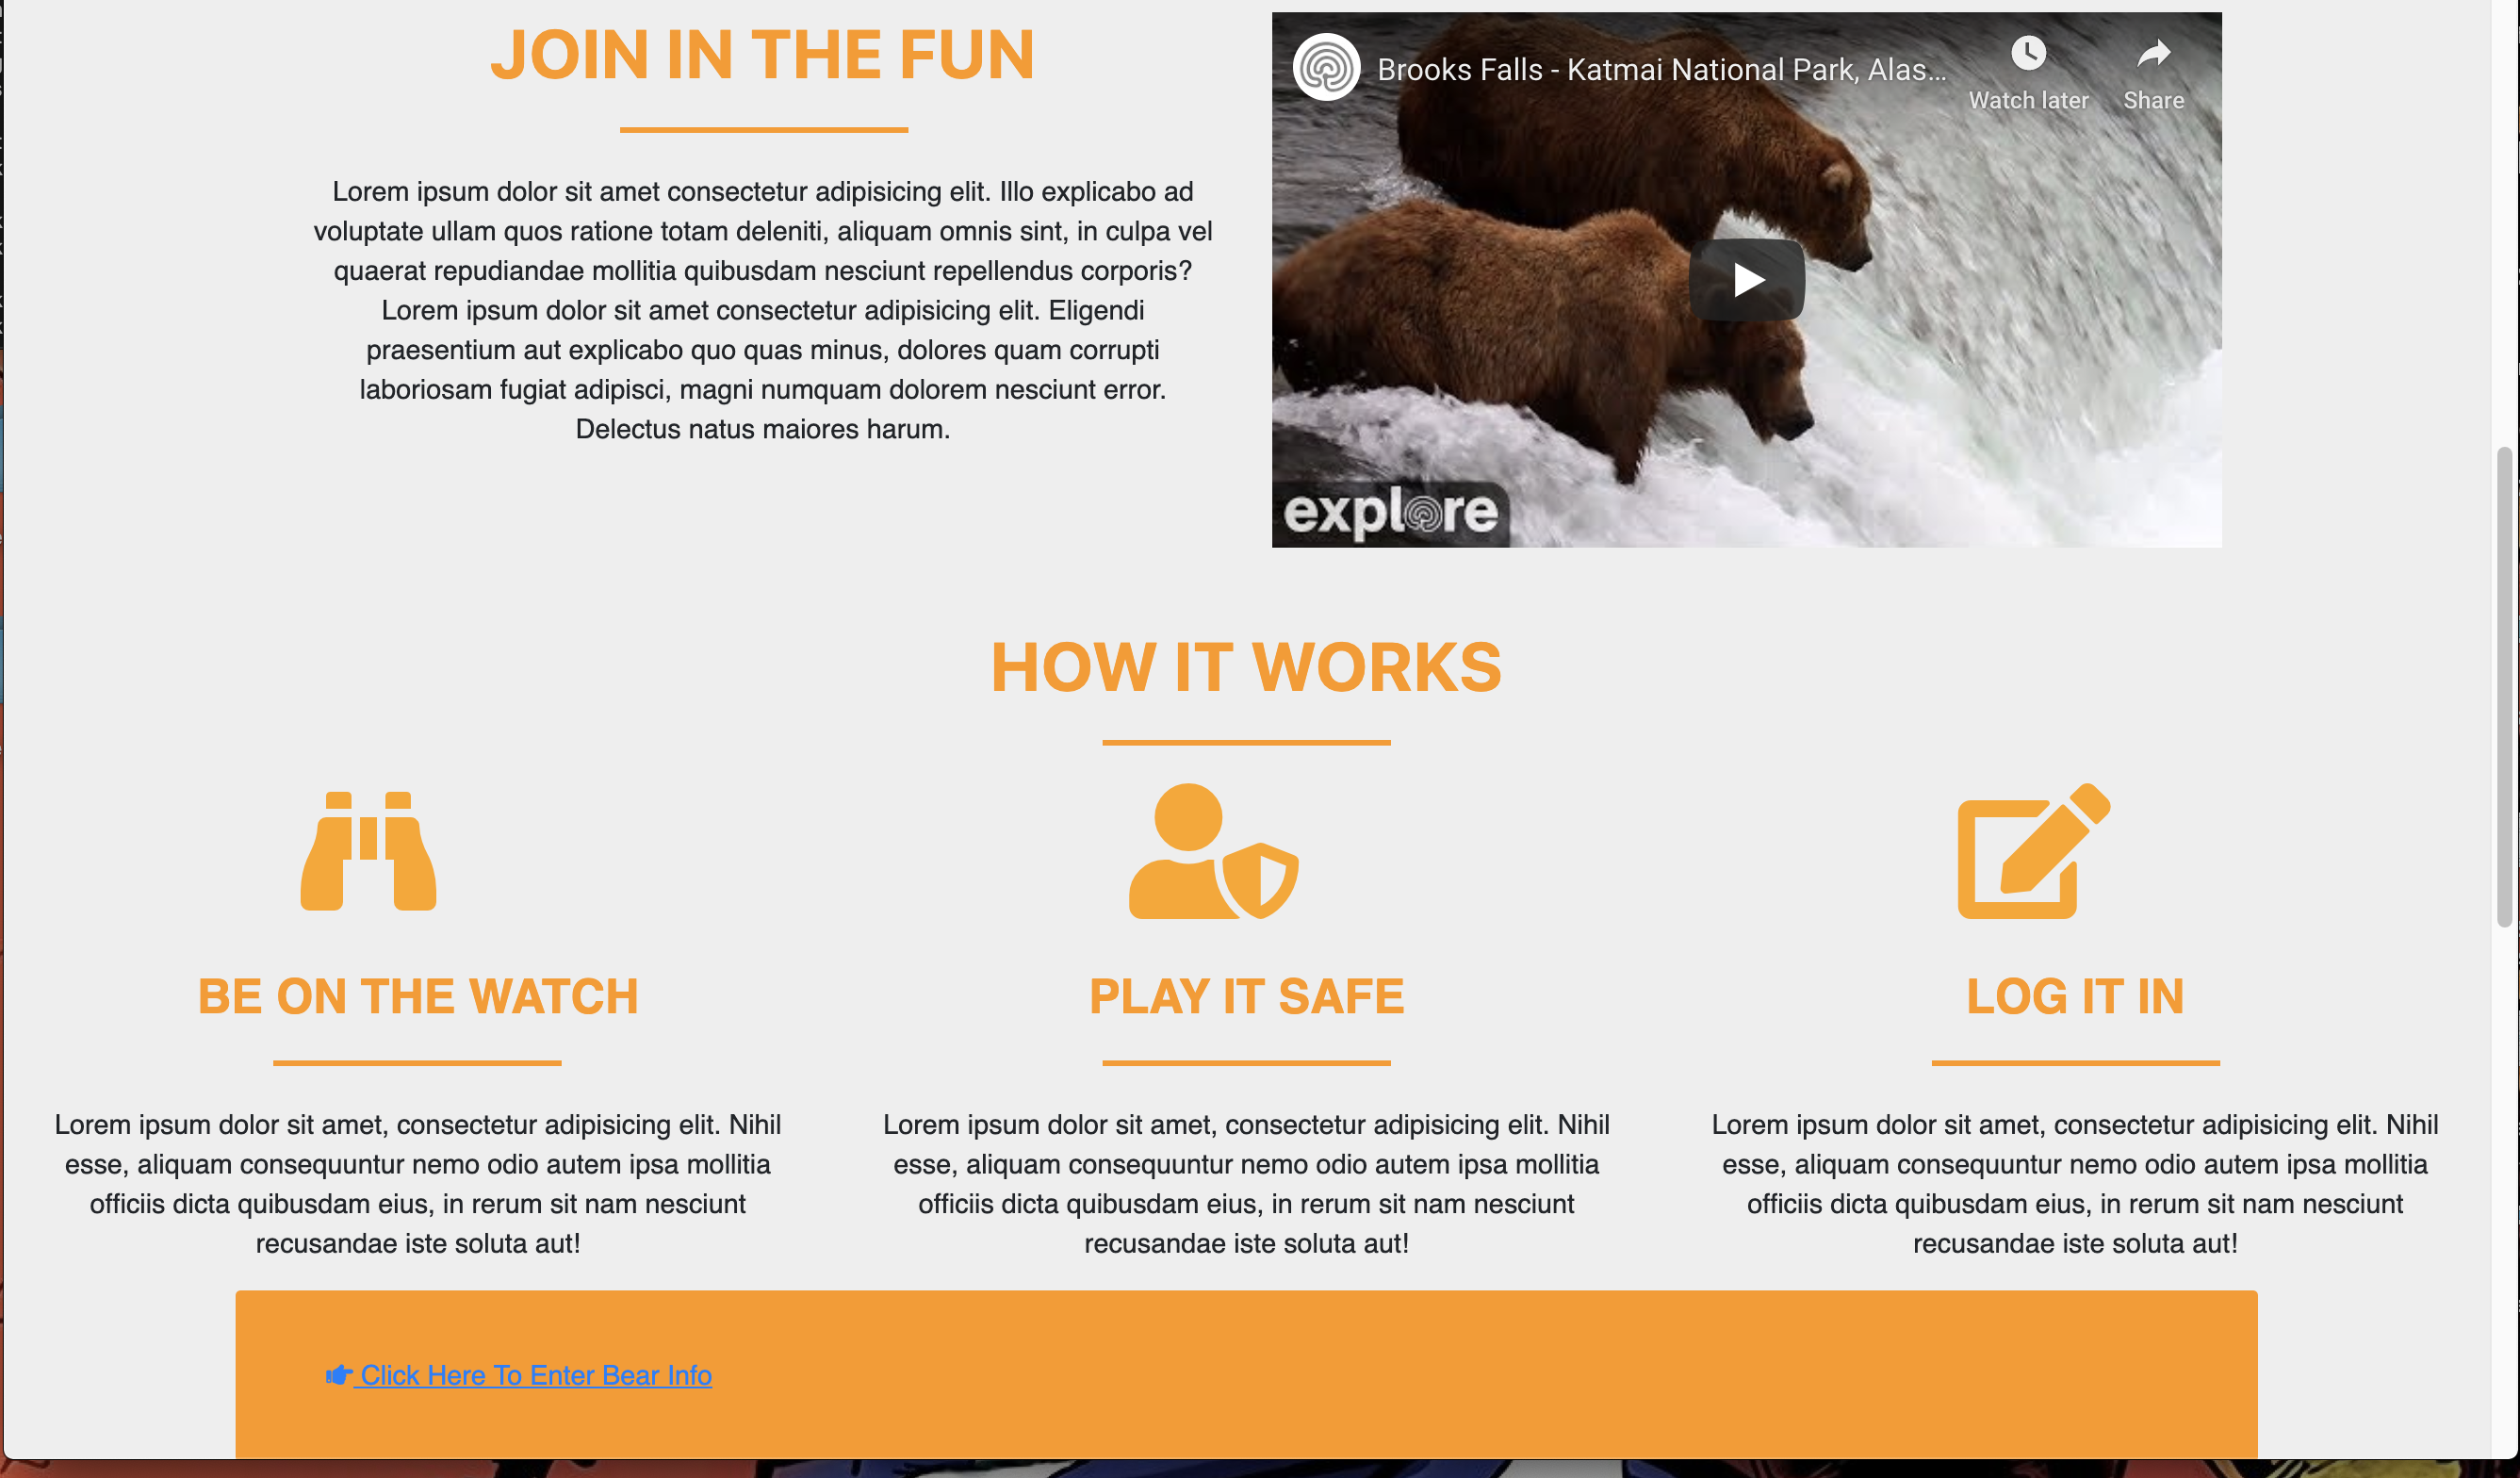 JOIN IN THE FUN
Lorem ipsum dolor sit amet consectetur adipisicing elit. Illo explicabo ad
voluptate ullam quos ratione totam deleniti, aliquam omnis sint, in culpa vel
quaerat repudiandae mollitia quibusdam nesciunt repellendus corporis?
Lorem ipsum dolor sit amet consectetur adipisicing elit. Eligendi
praesentium aut explicabo quo quas minus, dolores quam corrupti
laboriosam fugiat adipisci, magni numquam dolorem nesciunt error.
Delectus natus maiores harum.
Brooks Falls - Katmai National Park, Alas...
Watch later
Share
explore
HOW IT WORKS
BE ON THE WATCH
Lorem ipsum dolor sit amet, consectetur adipisicing elit. Nihil
esse, aliquam consequuntur nemo odio autem ipsa mollitia
officiis dicta quibusdam eius, in rerum sit nam nesciunt
recusandae iste soluta aut!
PLAY IT SAFE
Lorem ipsum dolor sit amet, consectetur adipisicing elit. Nihil
esse, aliquam consequuntur nemo odio autem ipsa mollitia
officiis dicta quibusdam eius, in rerum sit nam nesciunt
recusandae iste soluta aut!
LOG IT IN
Lorem ipsum dolor sit amet, consectetur adipisicing elit. Nihil
esse, aliquam consequuntur nemo odio autem ipsa mollitia
officiis dicta quibusdam eius, in rerum sit nam nesciunt
recusandae iste soluta aut!
Click Here To Enter Bear Info